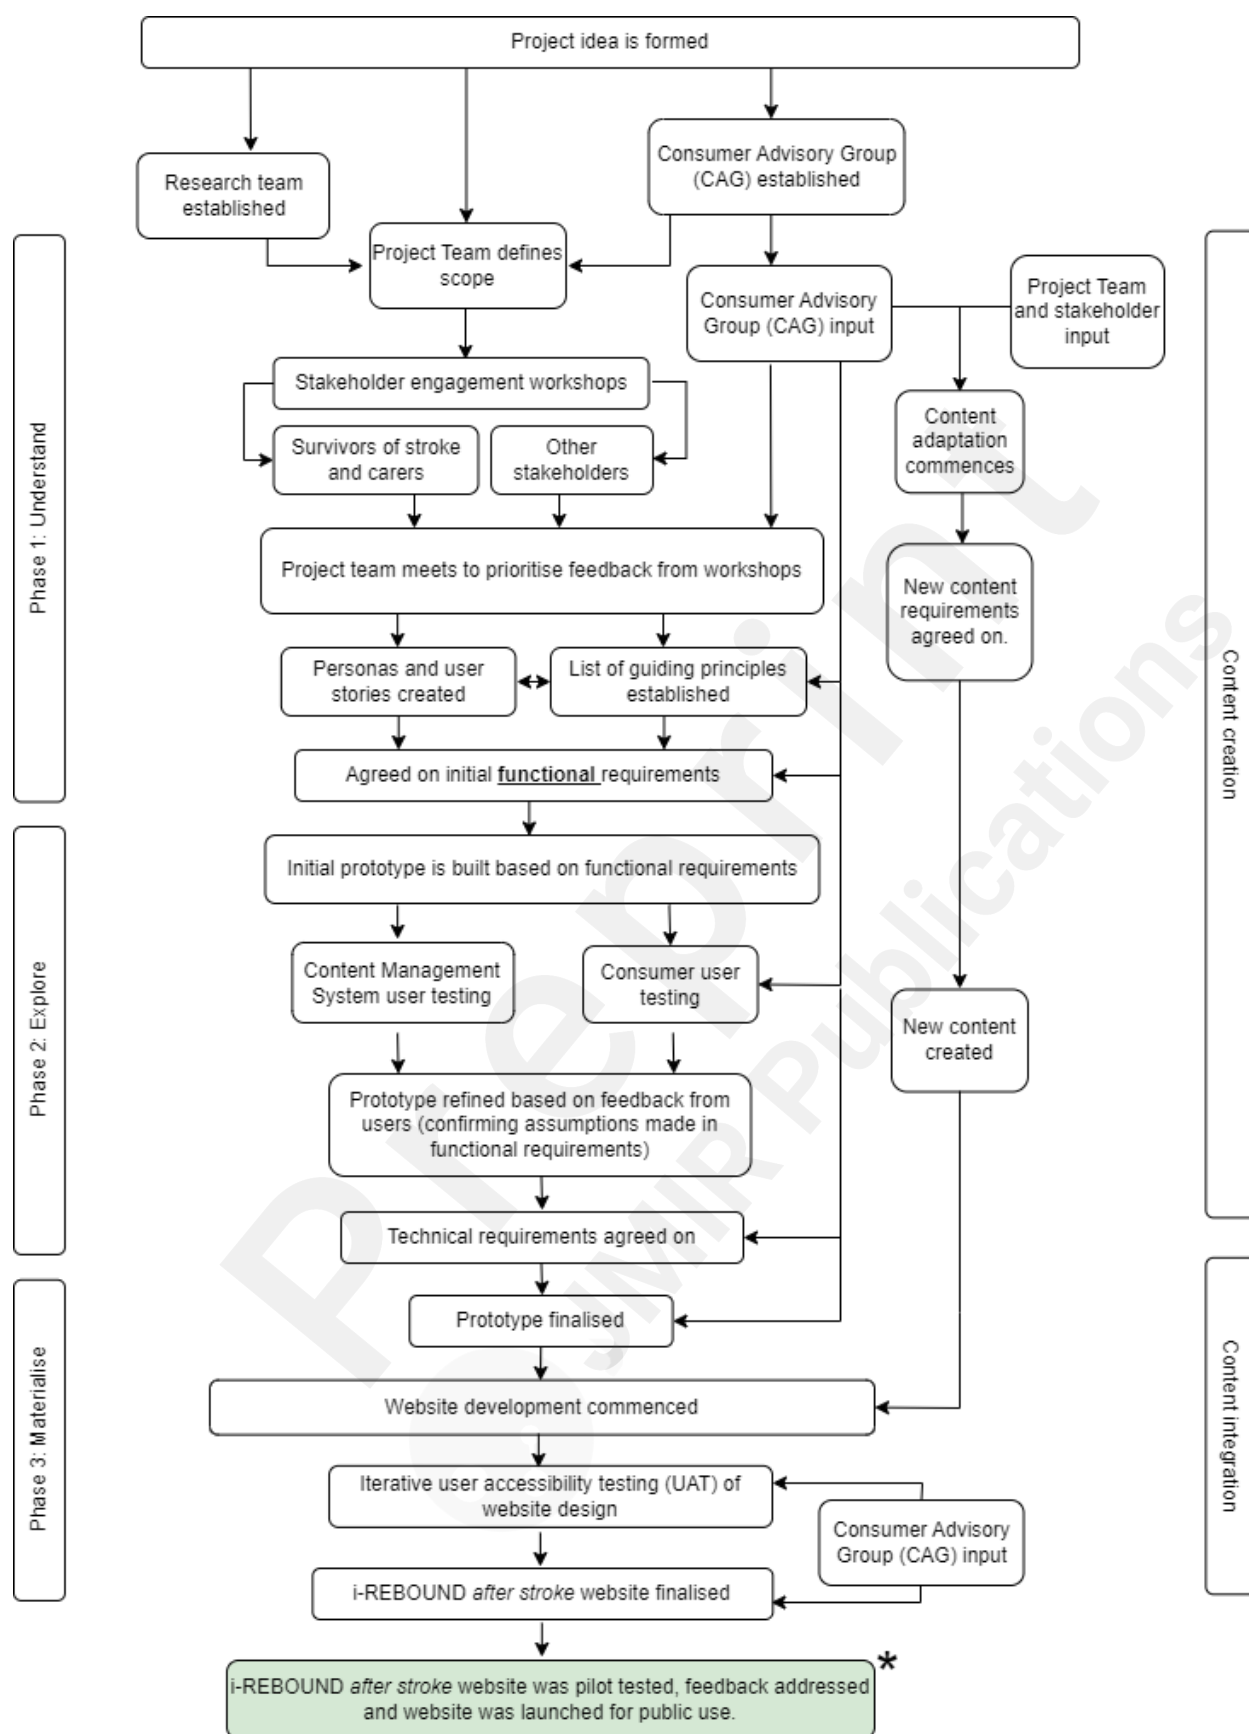 Project idea is formed
Research team
established
Consumer Advisory Group
(CAG) established
Project Team defines
scope
Consumer Advisory
Group (CAG) input
Project Team
and stakeholder
input
Stakeholder engagement workshops
Survivors of stroke
and carers
Other
stakeholders
Content
adaptation
commences
Project team meets to prioritise feedback from workshops
New content
requirements
agreed on.
Personas and user
stories created
List of guiding principles
established
Agreed on initial functional requirements
Phase 1: Understand
Content creation
Initial prototype is built based on functional requirements
Content Management
System user testing
Consumer user
testing
New content
created
Prototype refined based on feedback from
users (confirming assumptions made in
functional requirements)
Technical requirements agreed on
Phase 2: Explore
Prototype finalised
Website development commenced
Iterative user accessibility testing (UAT) of
website design
Consumer Advisory
Group (CAG) input
i-REBOUND after stroke website finalised
Phase 3: Materialise
Content integration
i-REBOUND after stroke website was pilot tested, feedback addressed
and website was launched for public use.
*
Preprint
JMIR Publications